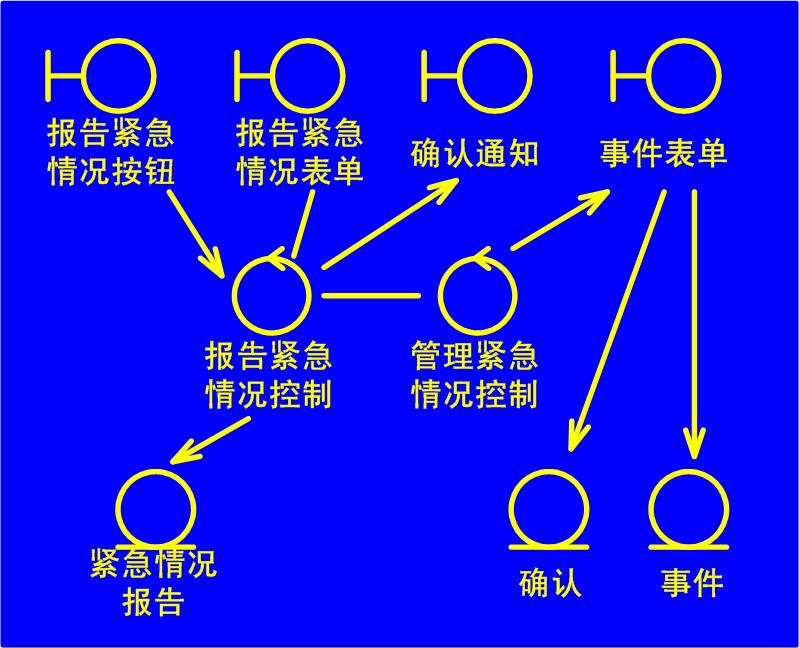 报告紧急
情况按钮
报告紧急
情况表单
确认通知
事件表单
报告紧急
情况控制
管理紧急
情况控制
紧急情况
报告
确认
事件